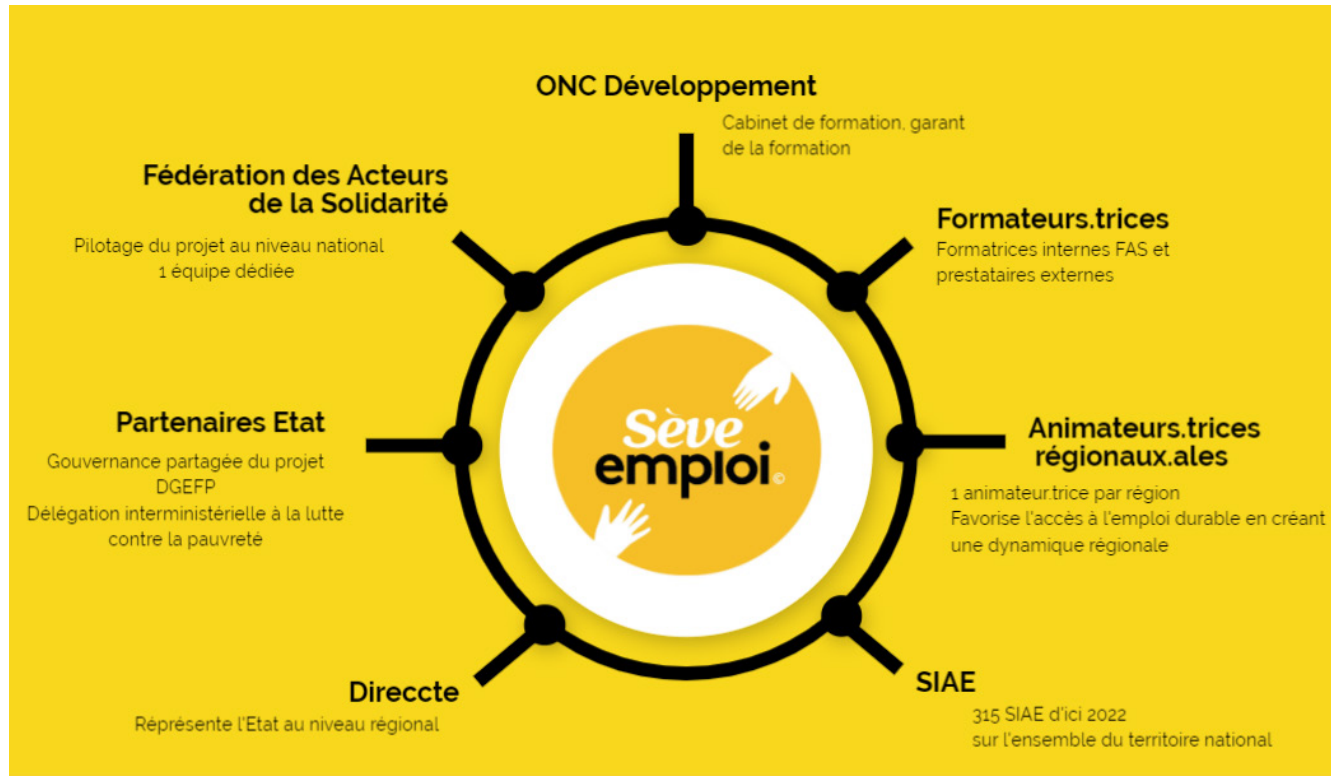 ONC Développement
Cabinet de formation, garant
de la formation
Fédération des Acteurs
de la Solidarité
Pilotage du projet au niveau national
1 équipe dédiée
Formateurs.trices
Formatrices internes FAS et
prestataires externes
Partenaires Etat
Gouvernance partagée du projet
DGEFP
Délégation interministérielle à la lutte
contre la pauvreté
Sève
emploi©
Animateurs.trices
régionaux.ales
1 animateur.trice par région
Favorise l'accès à l'emploi durable en créant
une dynamique régionale
Direccte
Réprésente l'Etat au niveau régional
SIAE
315 SIAE d'ici 2022
sur l'ensemble du territoire national